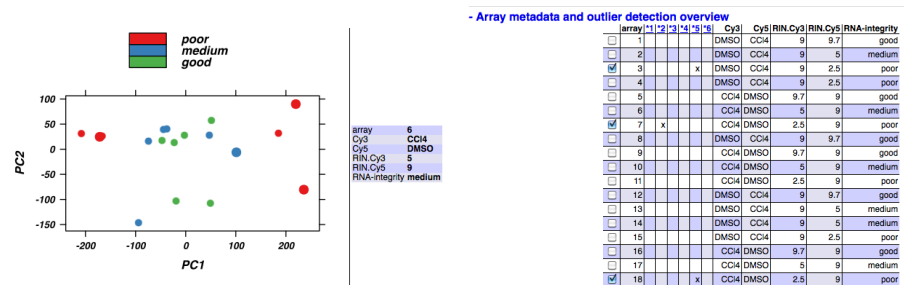 poor
medium
good
100
50
0
-50
-100
-150
-200
-100
0
100
200
PC2
PC1
array 6
Cy3 CCl4
Cy5 DMSO
RIN.Cy3 5
RIN.Cy5 9
RNA-integrity medium
- Array metadata and outlier detection overview
array *1 *2 *3 *4 *5 *6 Cy3 Cy5 RIN.Cy3 RIN.Cy5 RNA-integrity
1 DMSO CCl4 9 9.7 good
2 DMSO CCl4 9 5 medium
3 x DMSO CCl4 9 2.5 poor
4 DMSO CCl4 9 2.5 poor
5 CCl4 DMSO 9.7 9 good
6 CCl4 DMSO 5 9 medium
7 x CCl4 DMSO 2.5 9 poor
8 DMSO CCl4 9 9.7 good
9 CCl4 DMSO 9.7 9 good
10 CCl4 DMSO 5 9 medium
11 CCl4 DMSO 2.5 9 poor
12 DMSO CCl4 9 9.7 good
13 DMSO CCl4 9 5 medium
14 DMSO CCl4 9 5 medium
15 DMSO CCl4 9 2.5 poor
16 CCl4 DMSO 9.7 9 good
17 CCl4 DMSO 5 9 medium
18 x CCl4 DMSO 2.5 9 poor